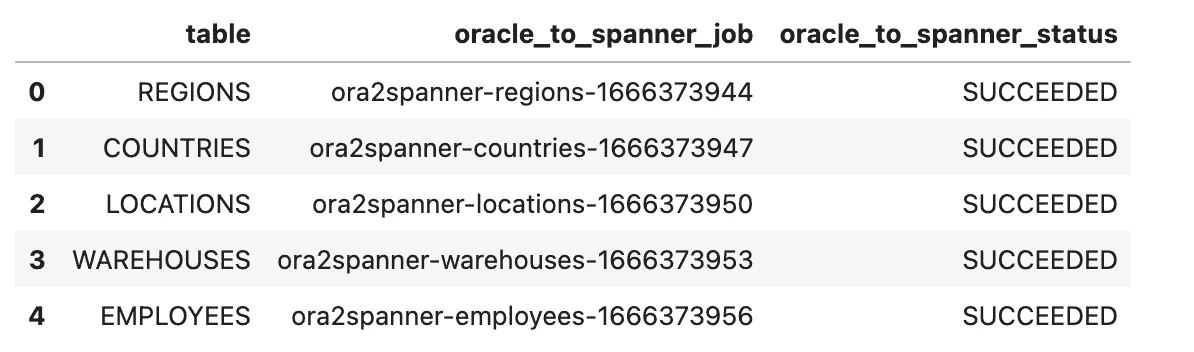 table oracle_to_spanner_job oracle_to_spanner_status
0 REGIONS ora2spanner-regions-1666373944 SUCCEEDED
1 COUNTRIES ora2spanner-countries-1666373947 SUCCEEDED
2 LOCATIONS ora2spanner-locations-1666373950 SUCCEEDED
3 WAREHOUSES ora2spanner-warehouses-1666373953 SUCCEEDED
4 EMPLOYEES ora2spanner-employees-1666373956 SUCCEEDED